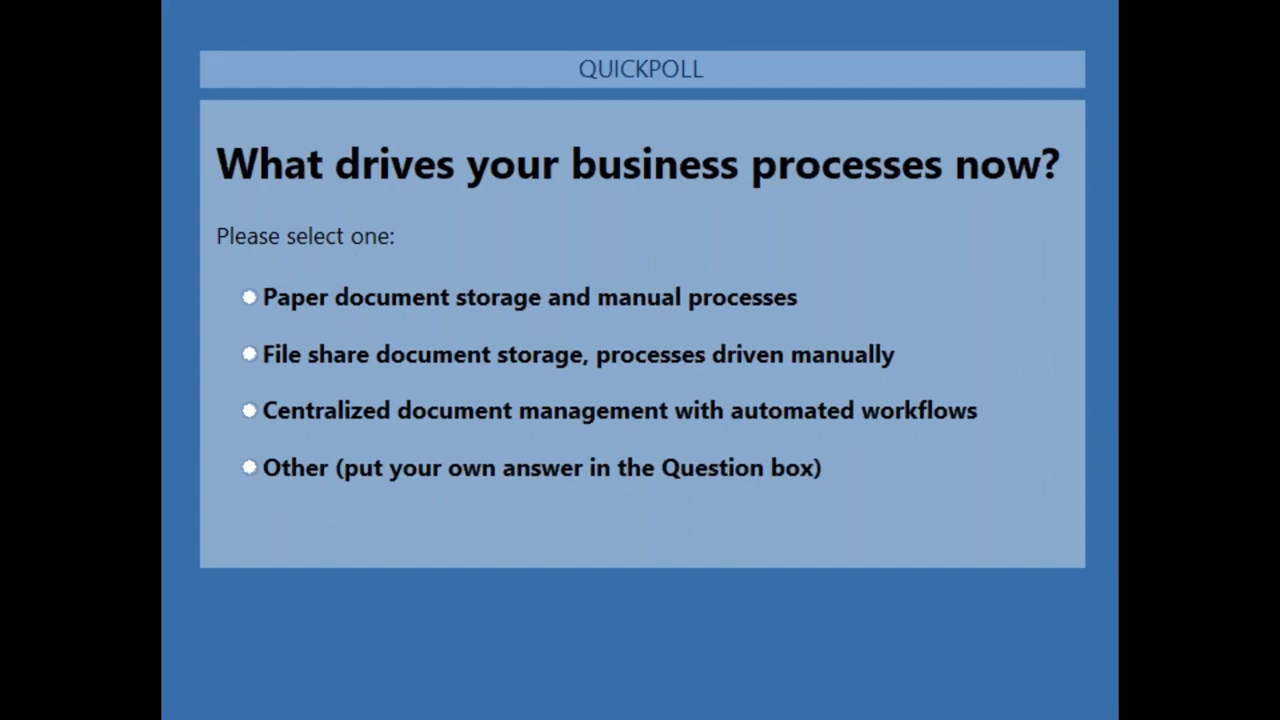 QUICKPOLL
What drives your business processes now?
Please select one:
Paper document storage and manual processes
File share document storage, processes driven manually
Centralized document management with automated workflows
Other (put your own answer in the Question box)